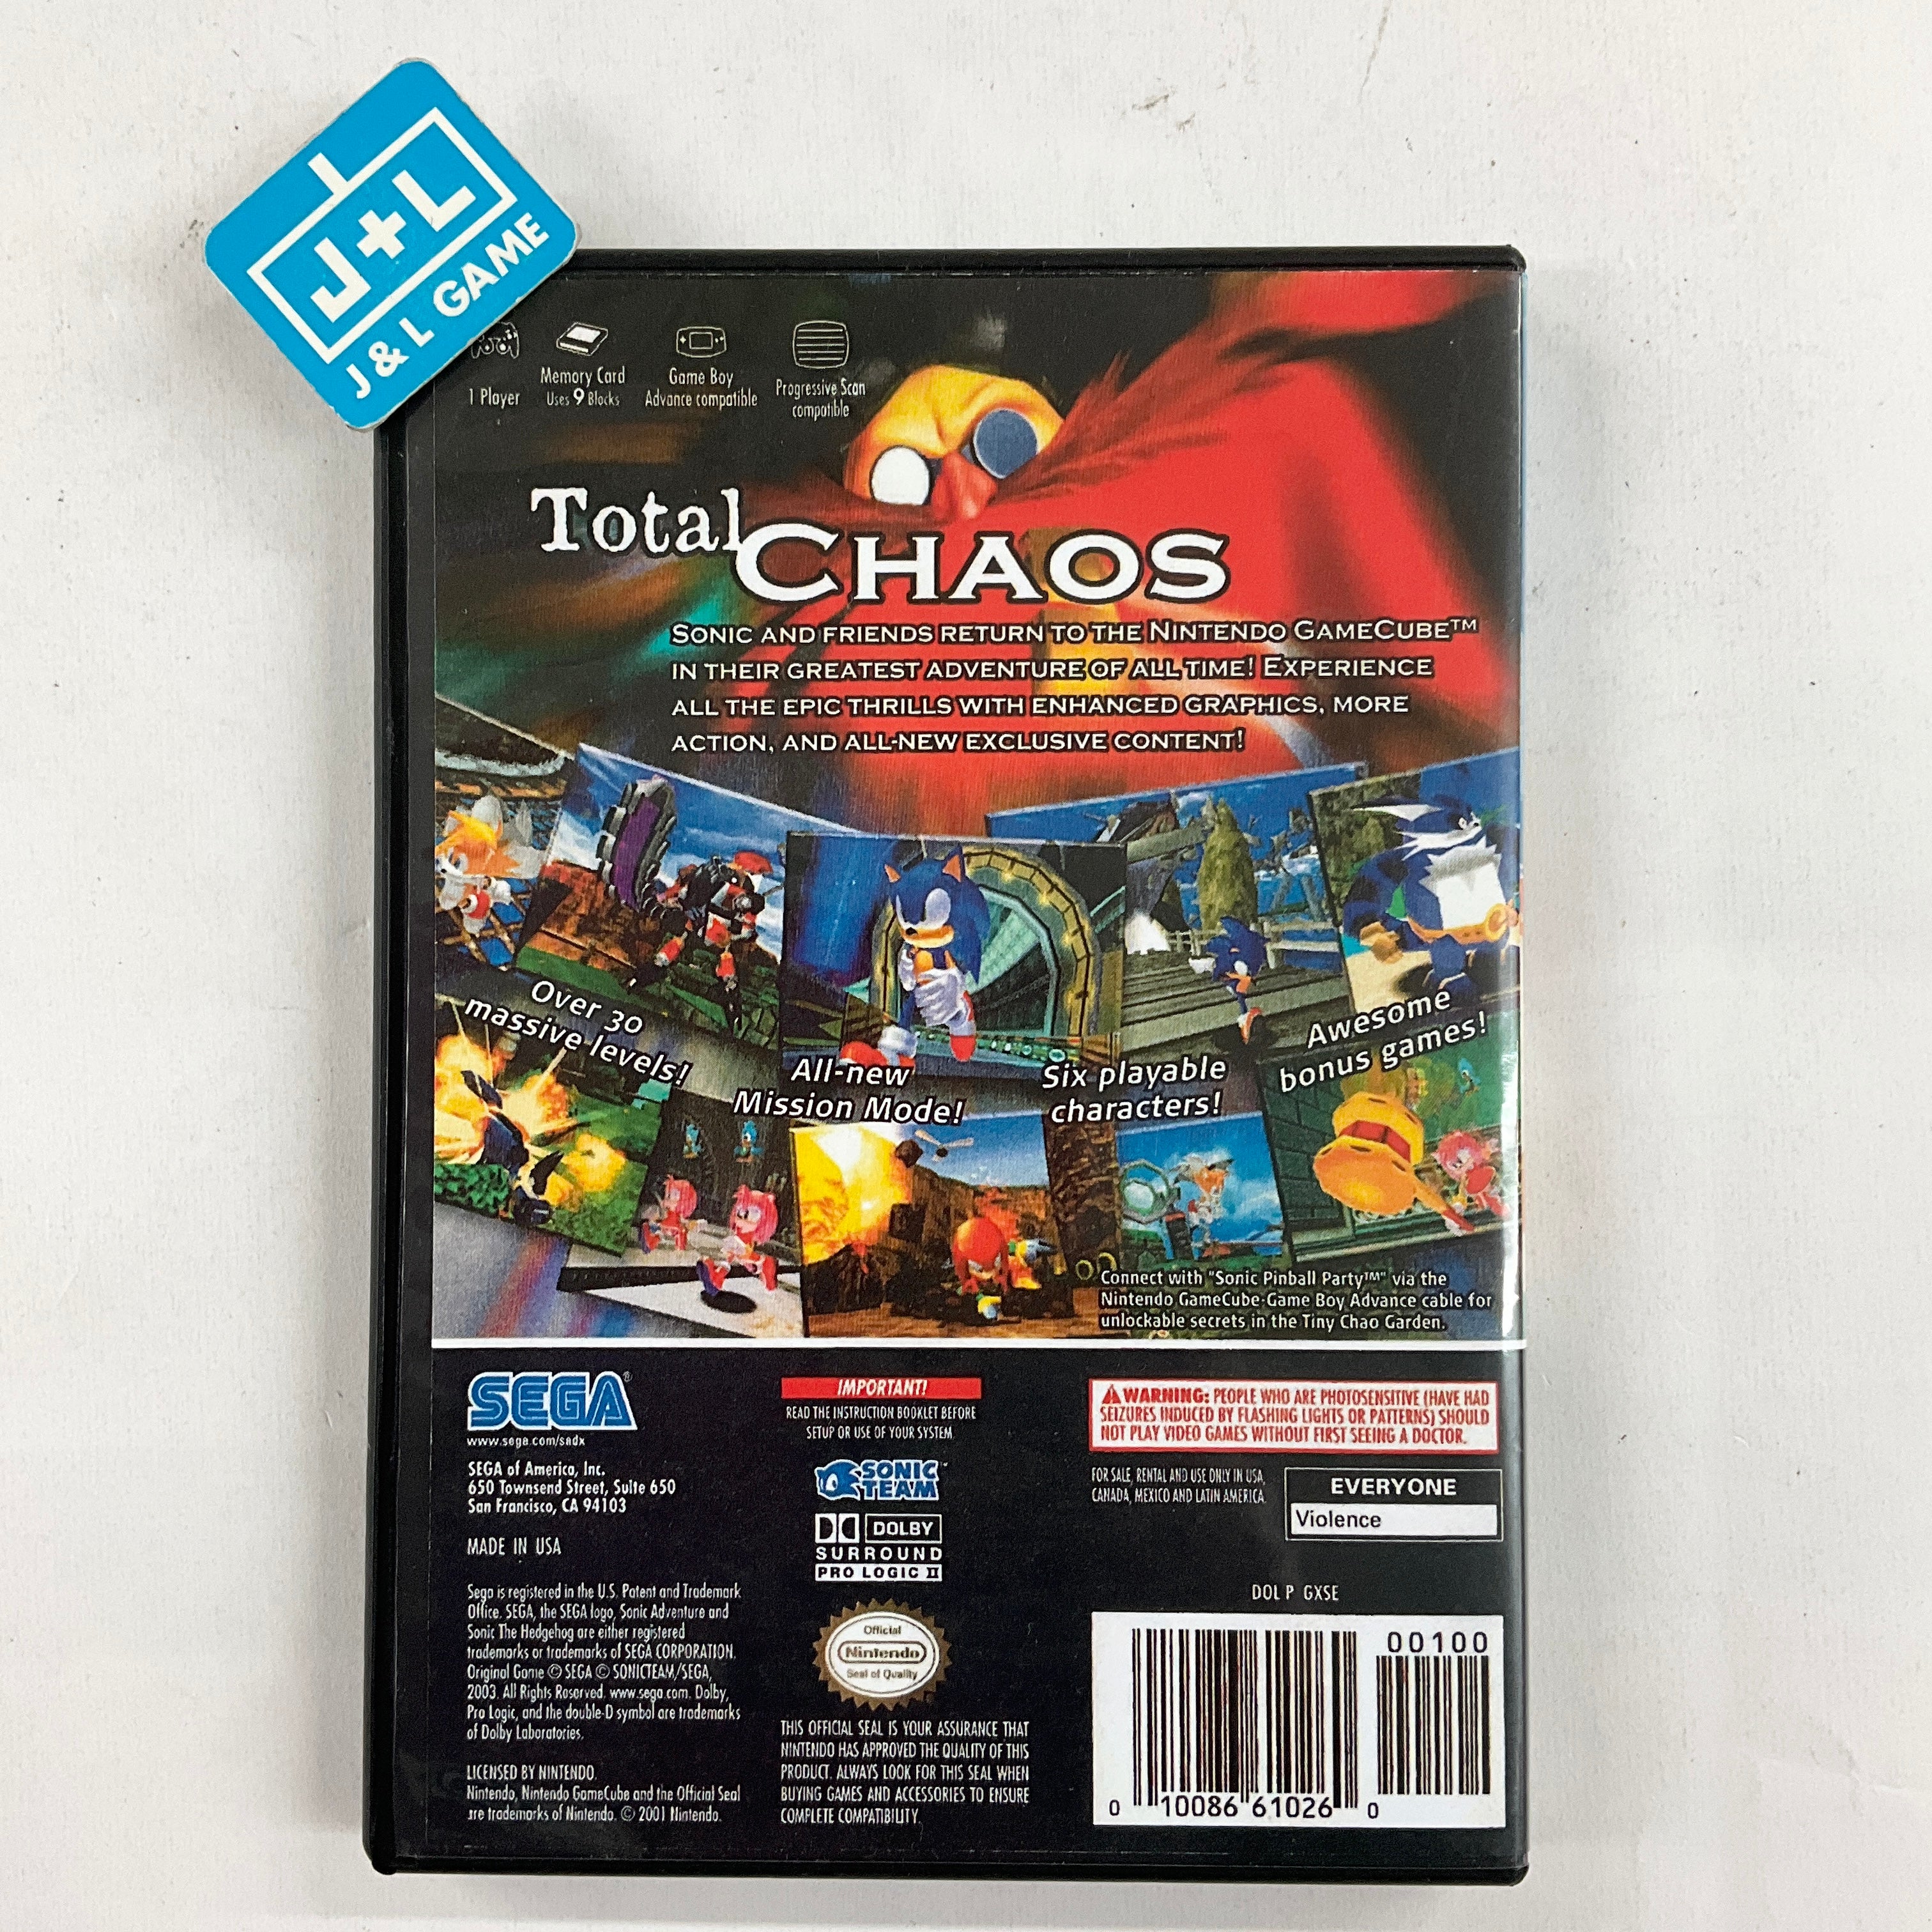 J+L
J & L GAME
1 Player
Memory Card
Uses 9 Blocks
Game Boy
Advance compatible
Progressive Scan
compatible
Total
CHAOS
SONIC AND FRIENDS RETURN TO THE NINTENDO GAMECUBE™
IN THEIR GREATEST ADVENTURE OF ALL TIME! EXPERIENCE
ALL THE EPIC THRILLS WITH ENHANCED GRAPHICS, MORE
ACTION, AND ALL-NEW EXCLUSIVE CONTENT!
Over 30
massive levels!
All-new
Mission Mode!
Six playable
characters!
Awesome
bonus games!
Connect with "Sonic Pinball Party™" via the
Nintendo GameCube-Game Boy Advance cable for
unlockable secrets in the Tiny Chao Garden.
SEGA®
www.sega.com/sadx
SEGA of America, Inc.
650 Townsend Street, Suite 650
San Francisco, CA 94103
MADE IN USA
Sega is registered in the U.S. Patent and Trademark
Office. SEGA, the SEGA logo, Sonic Adventure and
Sonic The Hedgehog are either registered
trademarks or trademarks of SEGA CORPORATION.
Original Game © SEGA © SONICTEAM/SEGA,
2003. All Rights Reserved. www.sega.com. Dolby,
Pro Logic, and the double-D symbol are trademarks
of Dolby Laboratories.
LICENSED BY NINTENDO.
Nintendo, Nintendo GameCube and the Official Seal
are trademarks of Nintendo. © 2001 Nintendo.
IMPORTANT!
READ THE INSTRUCTION BOOKLET BEFORE
SETUP OR USE OF YOUR SYSTEM
SONIC
TEAM™
DOLBY
SURROUND
PRO LOGIC II
Official
Nintendo
Seal of Quality
THIS OFFICIAL SEAL IS YOUR ASSURANCE THAT
NINTENDO HAS APPROVED THE QUALITY OF THIS
PRODUCT. ALWAYS LOOK FOR THIS SEAL WHEN
BUYING GAMES AND ACCESSORIES TO ENSURE
COMPLETE COMPATIBILITY.
WARNING: PEOPLE WHO ARE PHOTOSENSITIVE (HAVE HAD
SEIZURES INDUCED BY FLASHING LIGHTS OR PATTERNS) SHOULD
NOT PLAY VIDEO GAMES WITHOUT FIRST SEEING A DOCTOR.
FOR SALE, RENTAL AND USE ONLY IN USA,
CANADA, MEXICO AND LATIN AMERICA.
EVERYONE
Violence
DOL P GXSE
00100
0 10086 61026 0